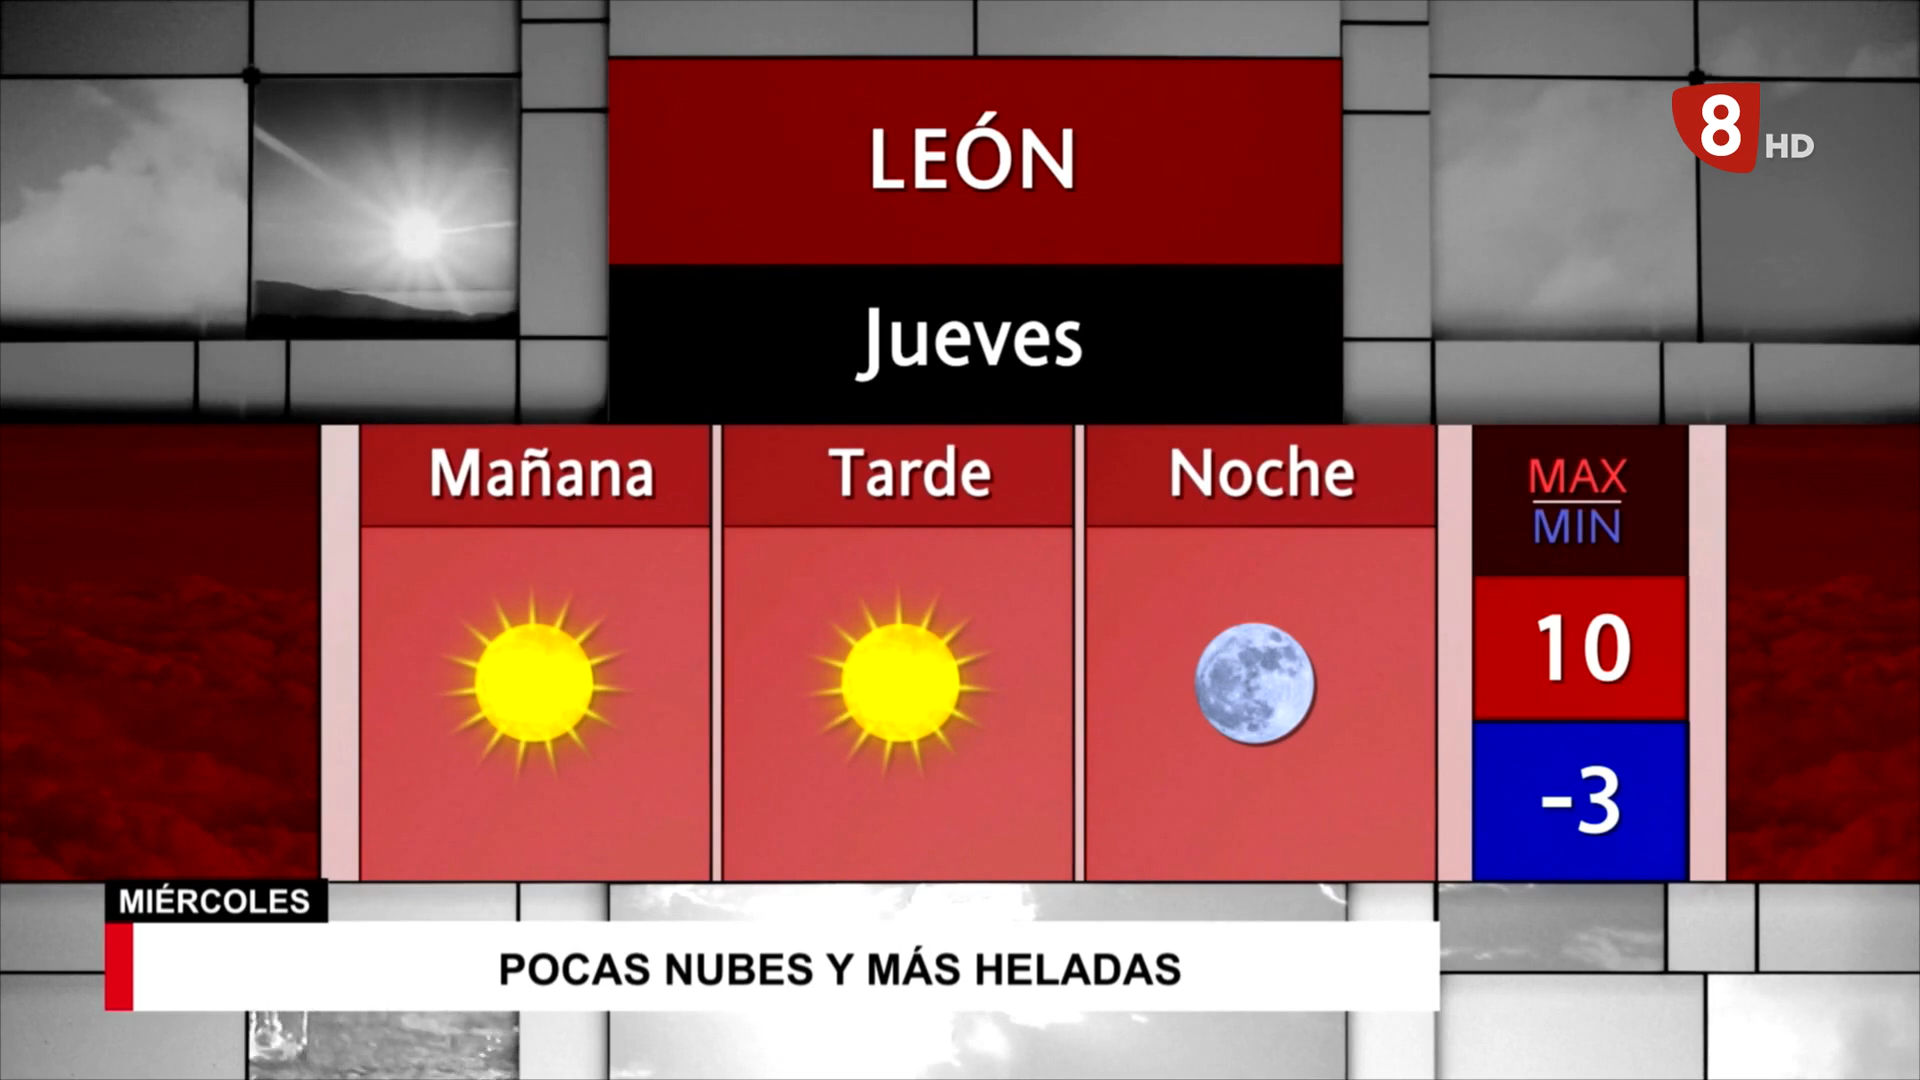 LEÓN
8 HD
Jueves
Mañana
Tarde
Noche
MAX
MIN
10
-3
MIÉRCOLES
POCAS NUBES Y MÁS HELADAS